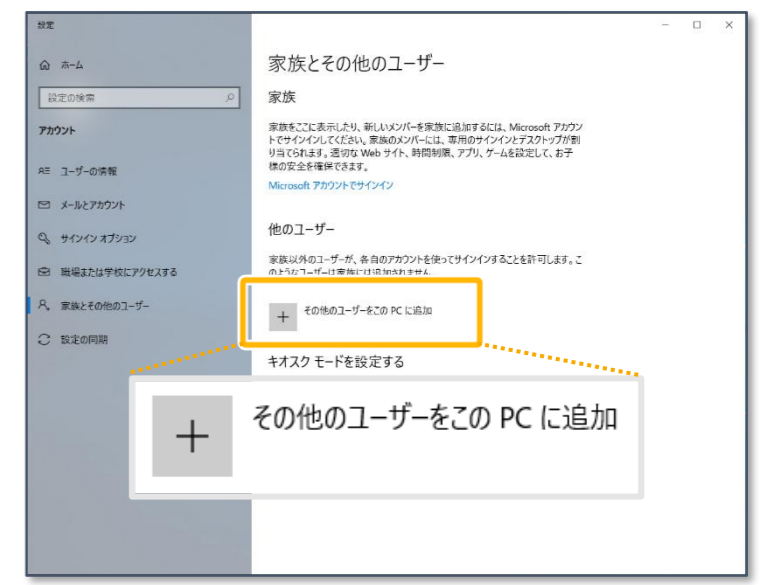 設定
ホーム
設定の検索
アカウント
ユーザーの情報
メールとアカウント
サインイン オプション
職場または学校にアクセスする
家族とその他のユーザー
設定の同期
家族とその他のユーザー
家族
家族をここに表示したり、新しいメンバーを家族に追加するには、Microsoft アカウン
トでサインインしてください。家族のメンバーには、専用のサインインとデスクトップが割
り当てられます。適切な Web サイト、時間制限、アプリ、ゲームを設定して、お子
様の安全を確保できます。
Microsoft アカウントでサインイン
他のユーザー
家族以外のユーザーが、各自のアカウントを使ってサインインすることを許可します。こ
のようなユーザーは家族には追加されません。
その他のユーザーをこの PC に追加
キオスク モードを設定する
その他のユーザーをこの PC に追加